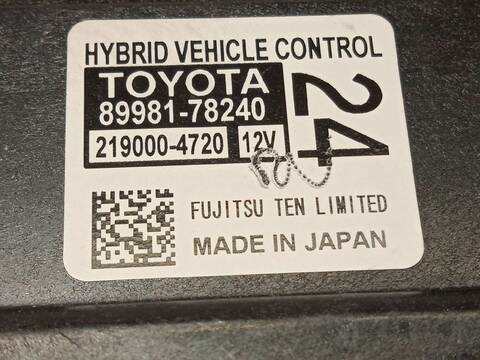 HYBRID VEHICLE CONTROL
TOYOTA
89981-78240
219000-4720 12V
24
FUJITSU TEN LIMITED
MADE IN JAPAN